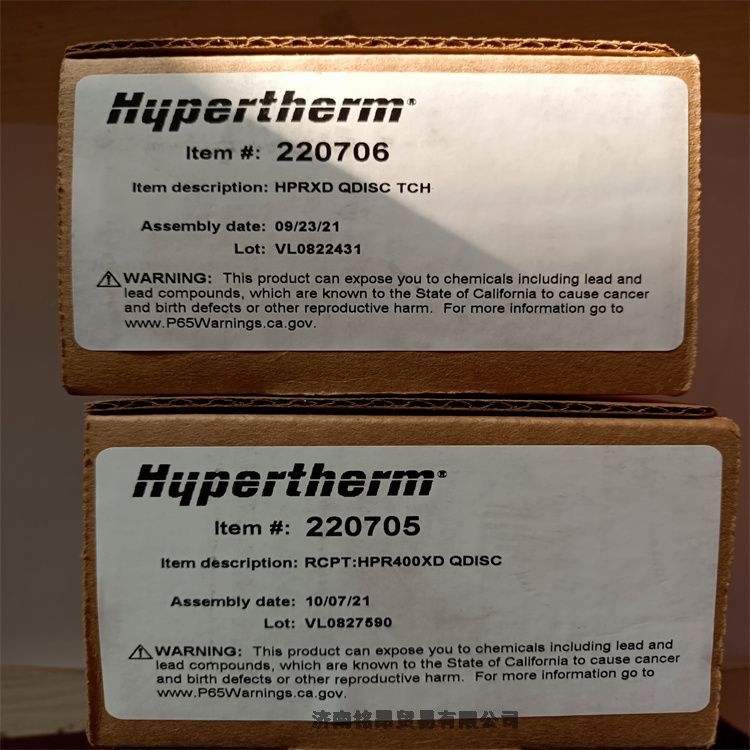 Hypertherm®
Item #: 220706
Item description: HPRXD QDISC TCH
Assembly date: 09/23/21
Lot: VL0822431
⚠ WARNING: This product can expose you to chemicals including lead and
lead compounds, which are known to the State of California to cause cancer
and birth defects or other reproductive harm. For more information go to
www.P65Warnings.ca.gov.
Hypertherm®
Item #: 220705
Item description: RCPT:HPR400XD QDISC
Assembly date: 10/07/21
Lot: VL0827590
⚠ WARNING: This product can expose you to chemicals including lead and
lead compounds, which are known to the State of California to cause cancer
and birth defects or other reproductive harm. For more information go to
www.P65Warnings.ca.gov.
济南铭昂贸易有限公司